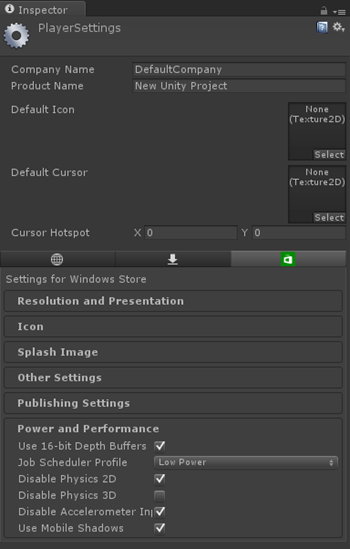 Inspector
PlayerSettings
Company Name DefaultCompany
Product Name New Unity Project
Default Icon None (Texture2D) Select
Default Cursor None (Texture2D) Select
Cursor Hotspot X 0 Y 0
Settings for Windows Store
Resolution and Presentation
Icon
Splash Image
Other Settings
Publishing Settings
Power and Performance
Use 16-bit Depth Buffers
Job Scheduler Profile Low Power
Disable Physics 2D
Disable Physics 3D
Disable Accelerometer Inp
Use Mobile Shadows